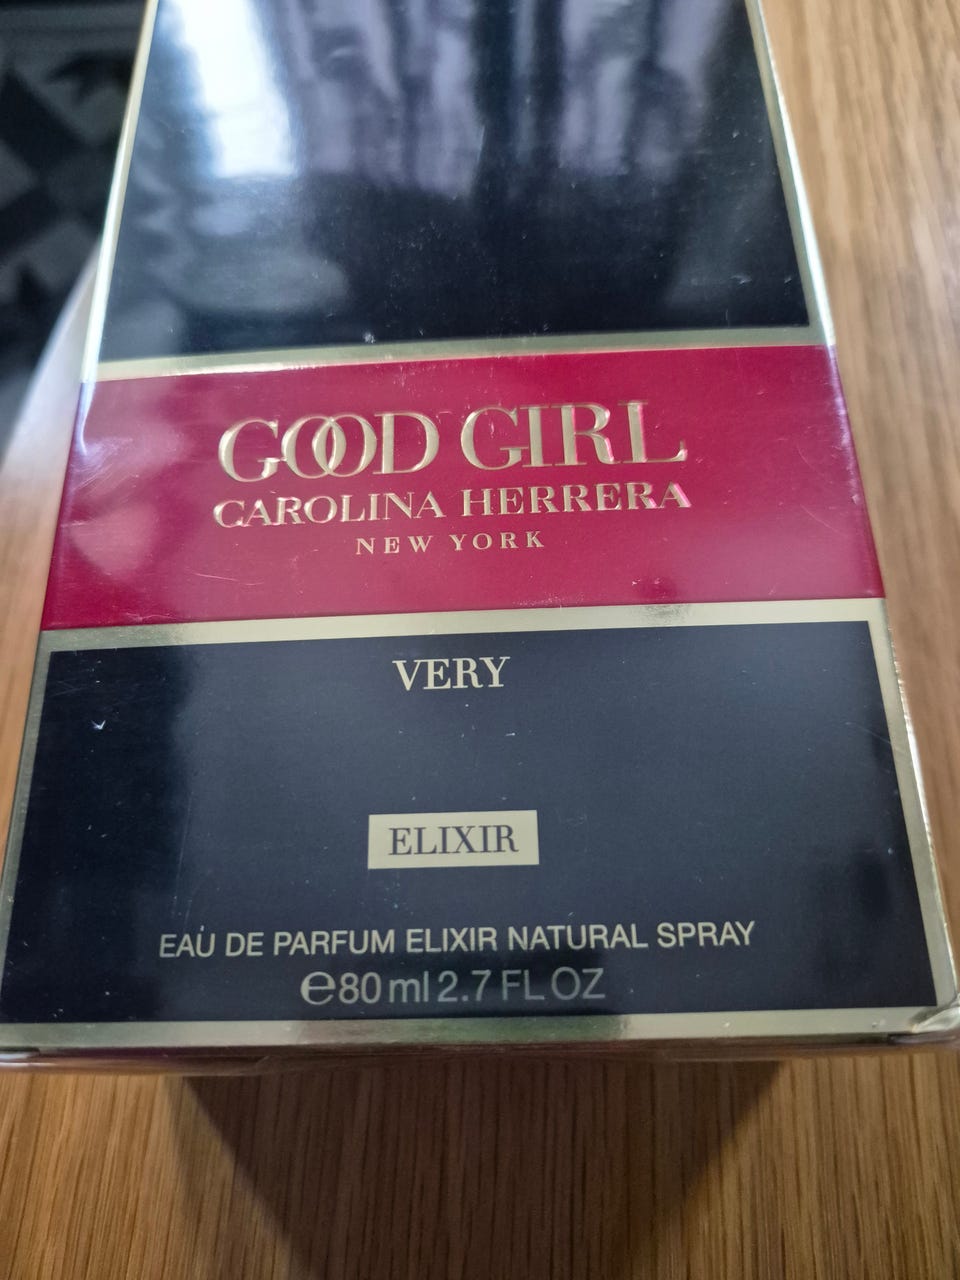 GOOD GIRL
CAROLINA HERRERA
NEW YORK
VERY
ELIXIR
EAU DE PARFUM ELIXIR NATURAL SPRAY
℮80 ml 2.7 FL OZ